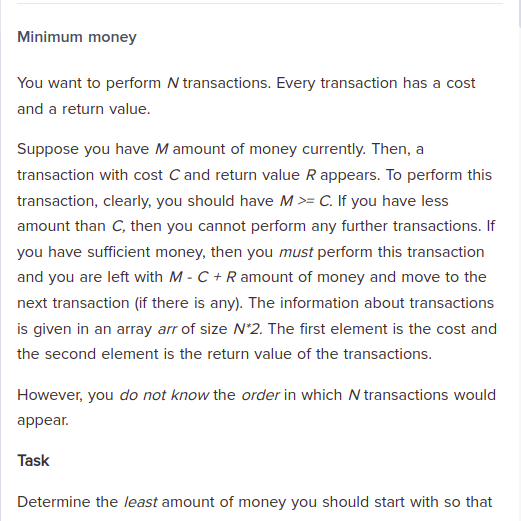 Minimum money
You want to perform N transactions. Every transaction has a cost
and a return value.
Suppose you have M amount of money currently. Then, a
transaction with cost C and return value R appears. To perform this
transaction, clearly, you should have M >= C. If you have less
amount than C, then you cannot perform any further transactions. If
you have sufficient money, then you must perform this transaction
and you are left with M - C + R amount of money and move to the
next transaction (if there is any). The information about transactions
is given in an array arr of size N*2. The first element is the cost and
the second element is the return value of the transactions.
However, you do not know the order in which N transactions would
appear.
Task
Determine the least amount of money you should start with so that